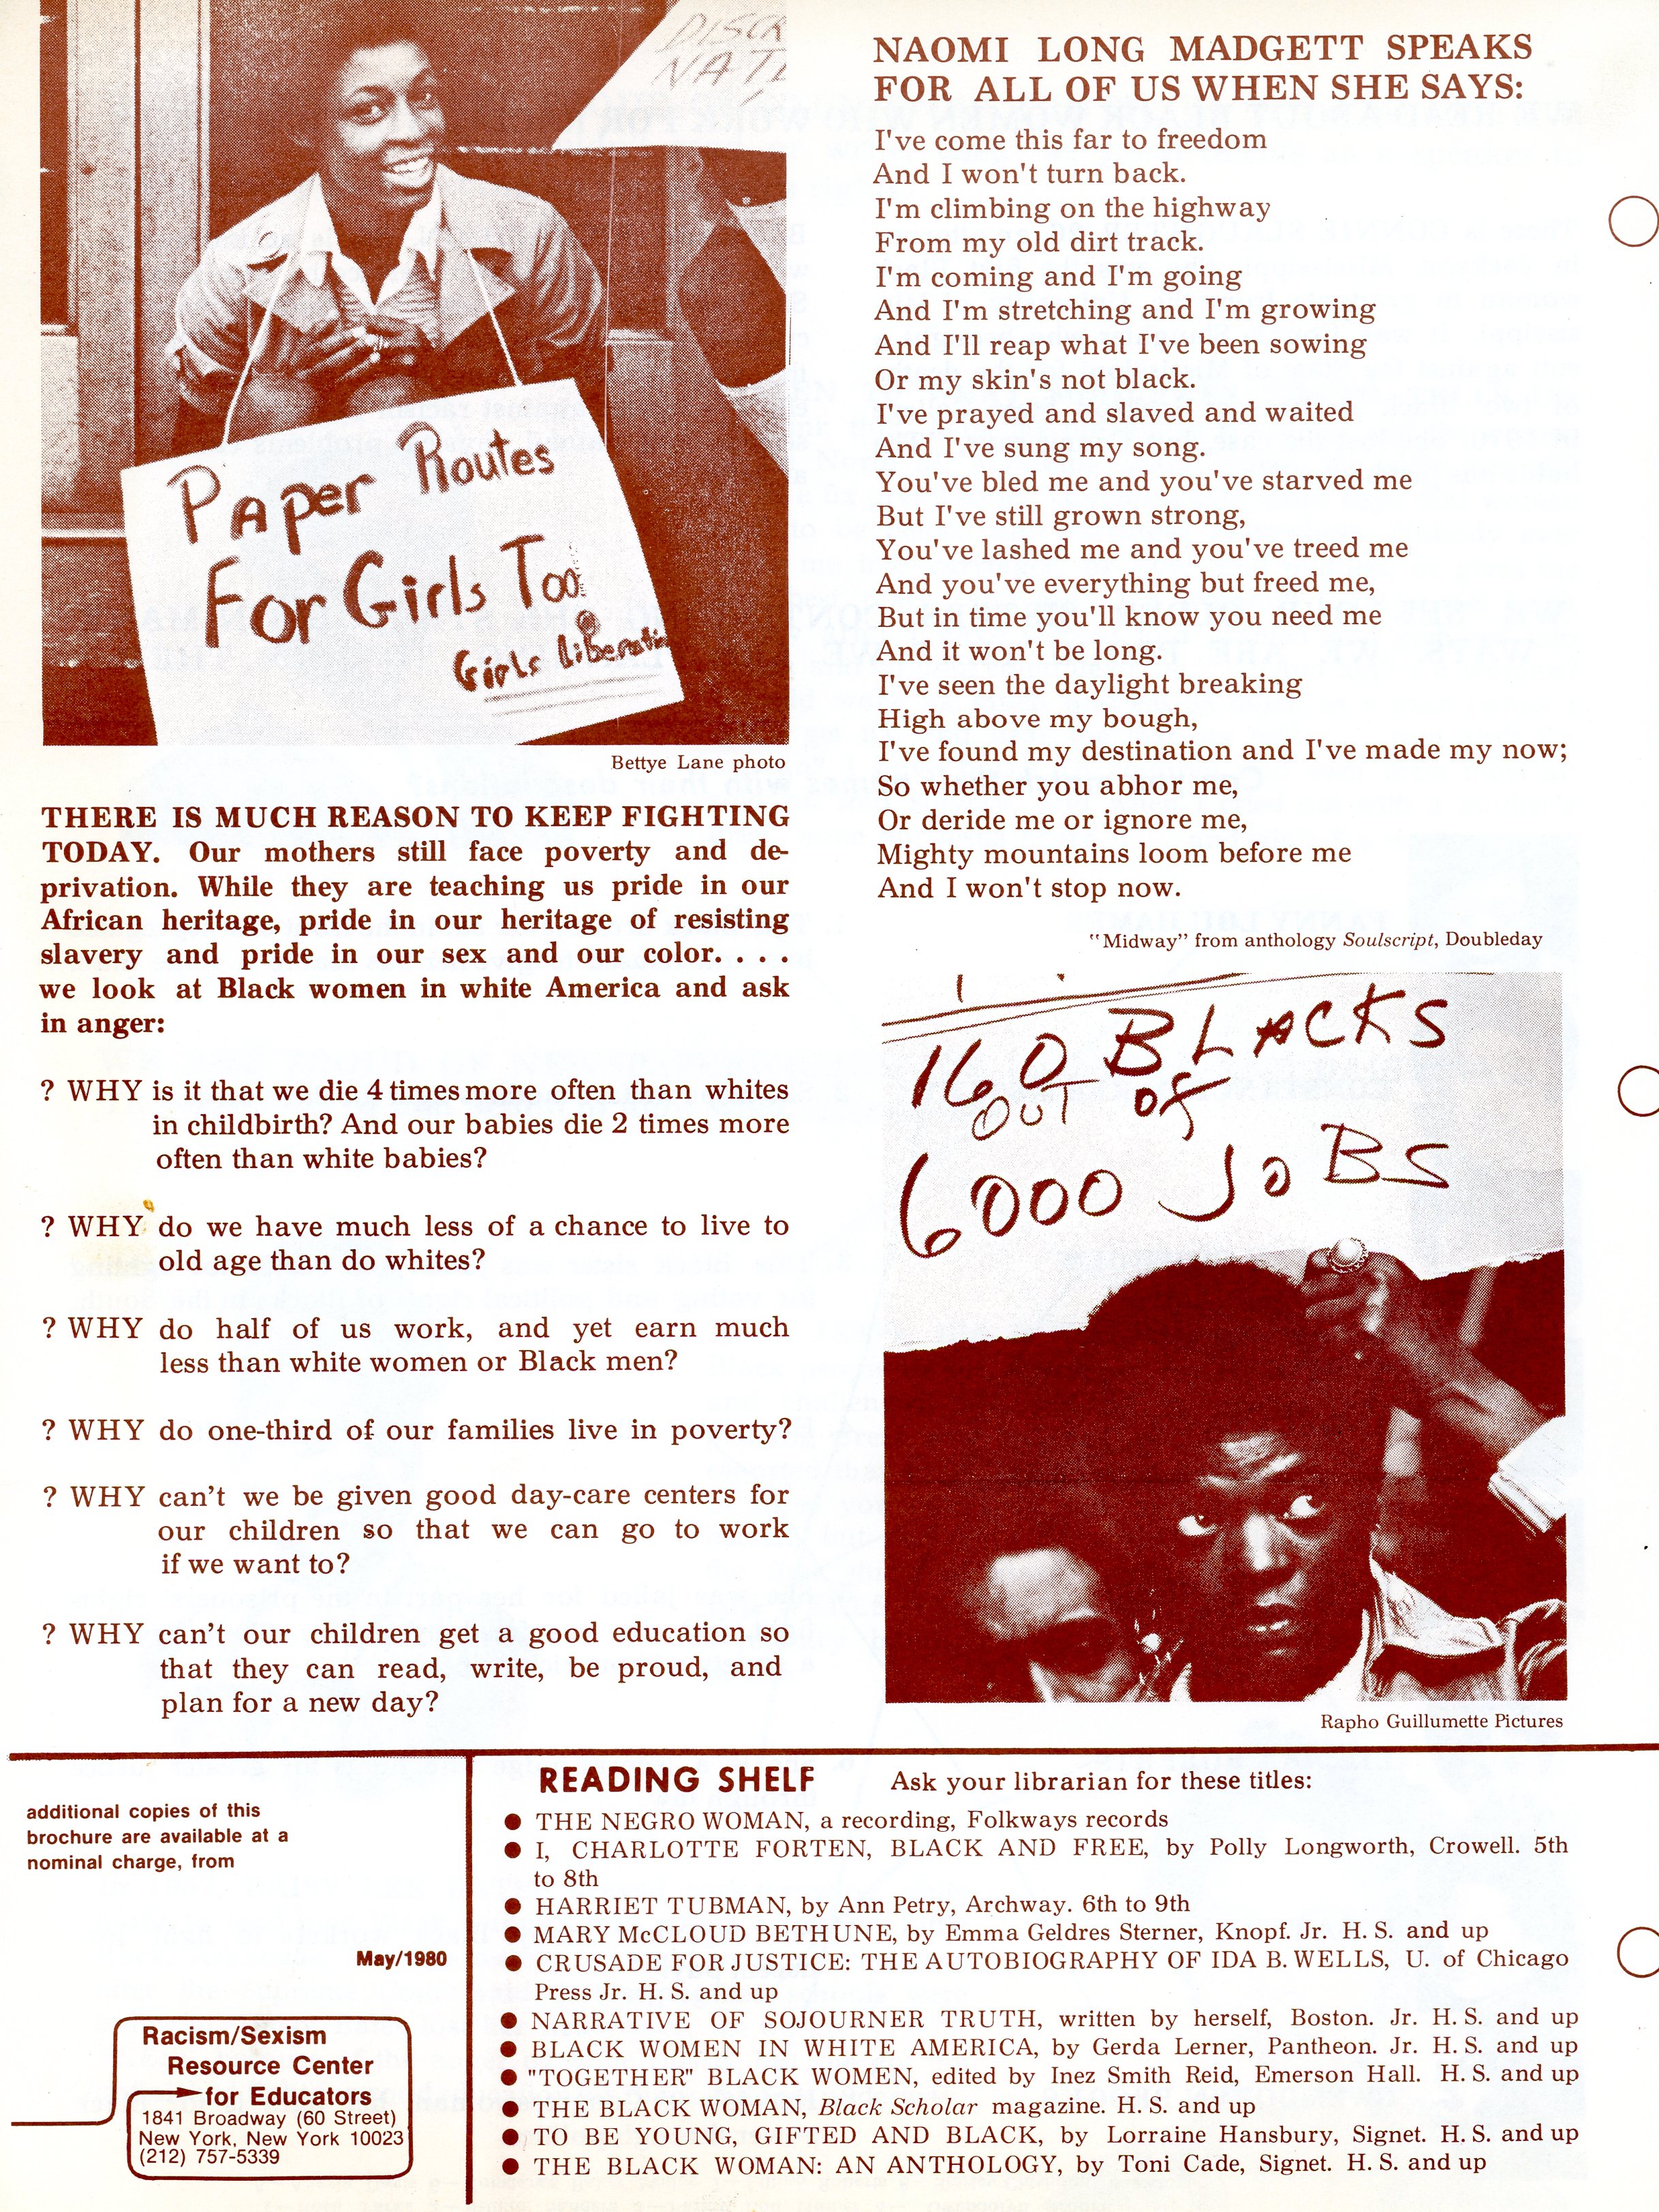 DISCR
NATI
Paper Routes
For Girls Too
Girls Liberation
Bettye Lane photo
THERE IS MUCH REASON TO KEEP FIGHTING
TODAY. Our mothers still face poverty and de-
privation. While they are teaching us pride in our
African heritage, pride in our heritage of resisting
slavery and pride in our sex and our color. . . .
we look at Black women in white America and ask
in anger:
? WHY is it that we die 4 times more often than whites
in childbirth? And our babies die 2 times more
often than white babies?
? WHY do we have much less of a chance to live to
old age than do whites?
? WHY do half of us work, and yet earn much
less than white women or Black men?
? WHY do one-third of our families live in poverty?
? WHY can't we be given good day-care centers for
our children so that we can go to work
if we want to?
? WHY can't our children get a good education so
that they can read, write, be proud, and
plan for a new day?
NAOMI LONG MADGETT SPEAKS
FOR ALL OF US WHEN SHE SAYS:
I've come this far to freedom
And I won't turn back.
I'm climbing on the highway
From my old dirt track.
I'm coming and I'm going
And I'm stretching and I'm growing
And I'll reap what I've been sowing
Or my skin's not black.
I've prayed and slaved and waited
And I've sung my song.
You've bled me and you've starved me
But I've still grown strong,
You've lashed me and you've treed me
And you've everything but freed me,
But in time you'll know you need me
And it won't be long.
I've seen the daylight breaking
High above my bough,
I've found my destination and I've made my now;
So whether you abhor me,
Or deride me or ignore me,
Mighty mountains loom before me
And I won't stop now.
"Midway" from anthology Soulscript, Doubleday
160 BLACKS
OUT OF
6000 JOBS
Rapho Guillumette Pictures
additional copies of this
brochure are available at a
nominal charge, from
May/1980
Racism/Sexism
Resource Center
for Educators
1841 Broadway (60 Street)
New York, New York 10023
(212) 757-5339
READING SHELF Ask your librarian for these titles:
● THE NEGRO WOMAN, a recording, Folkways records
● I, CHARLOTTE FORTEN, BLACK AND FREE, by Polly Longworth, Crowell. 5th
to 8th
● HARRIET TUBMAN, by Ann Petry, Archway. 6th to 9th
● MARY McCLOUD BETHUNE, by Emma Geldres Sterner, Knopf. Jr. H. S. and up
● CRUSADE FOR JUSTICE: THE AUTOBIOGRAPHY OF IDA B. WELLS, U. of Chicago
Press Jr. H. S. and up
● NARRATIVE OF SOJOURNER TRUTH, written by herself, Boston. Jr. H. S. and up
● BLACK WOMEN IN WHITE AMERICA, by Gerda Lerner, Pantheon. Jr. H. S. and up
● "TOGETHER" BLACK WOMEN, edited by Inez Smith Reid, Emerson Hall. H. S. and up
● THE BLACK WOMAN, Black Scholar magazine. H. S. and up
● TO BE YOUNG, GIFTED AND BLACK, by Lorraine Hansbury, Signet. H. S. and up
● THE BLACK WOMAN: AN ANTHOLOGY, by Toni Cade, Signet. H. S. and up